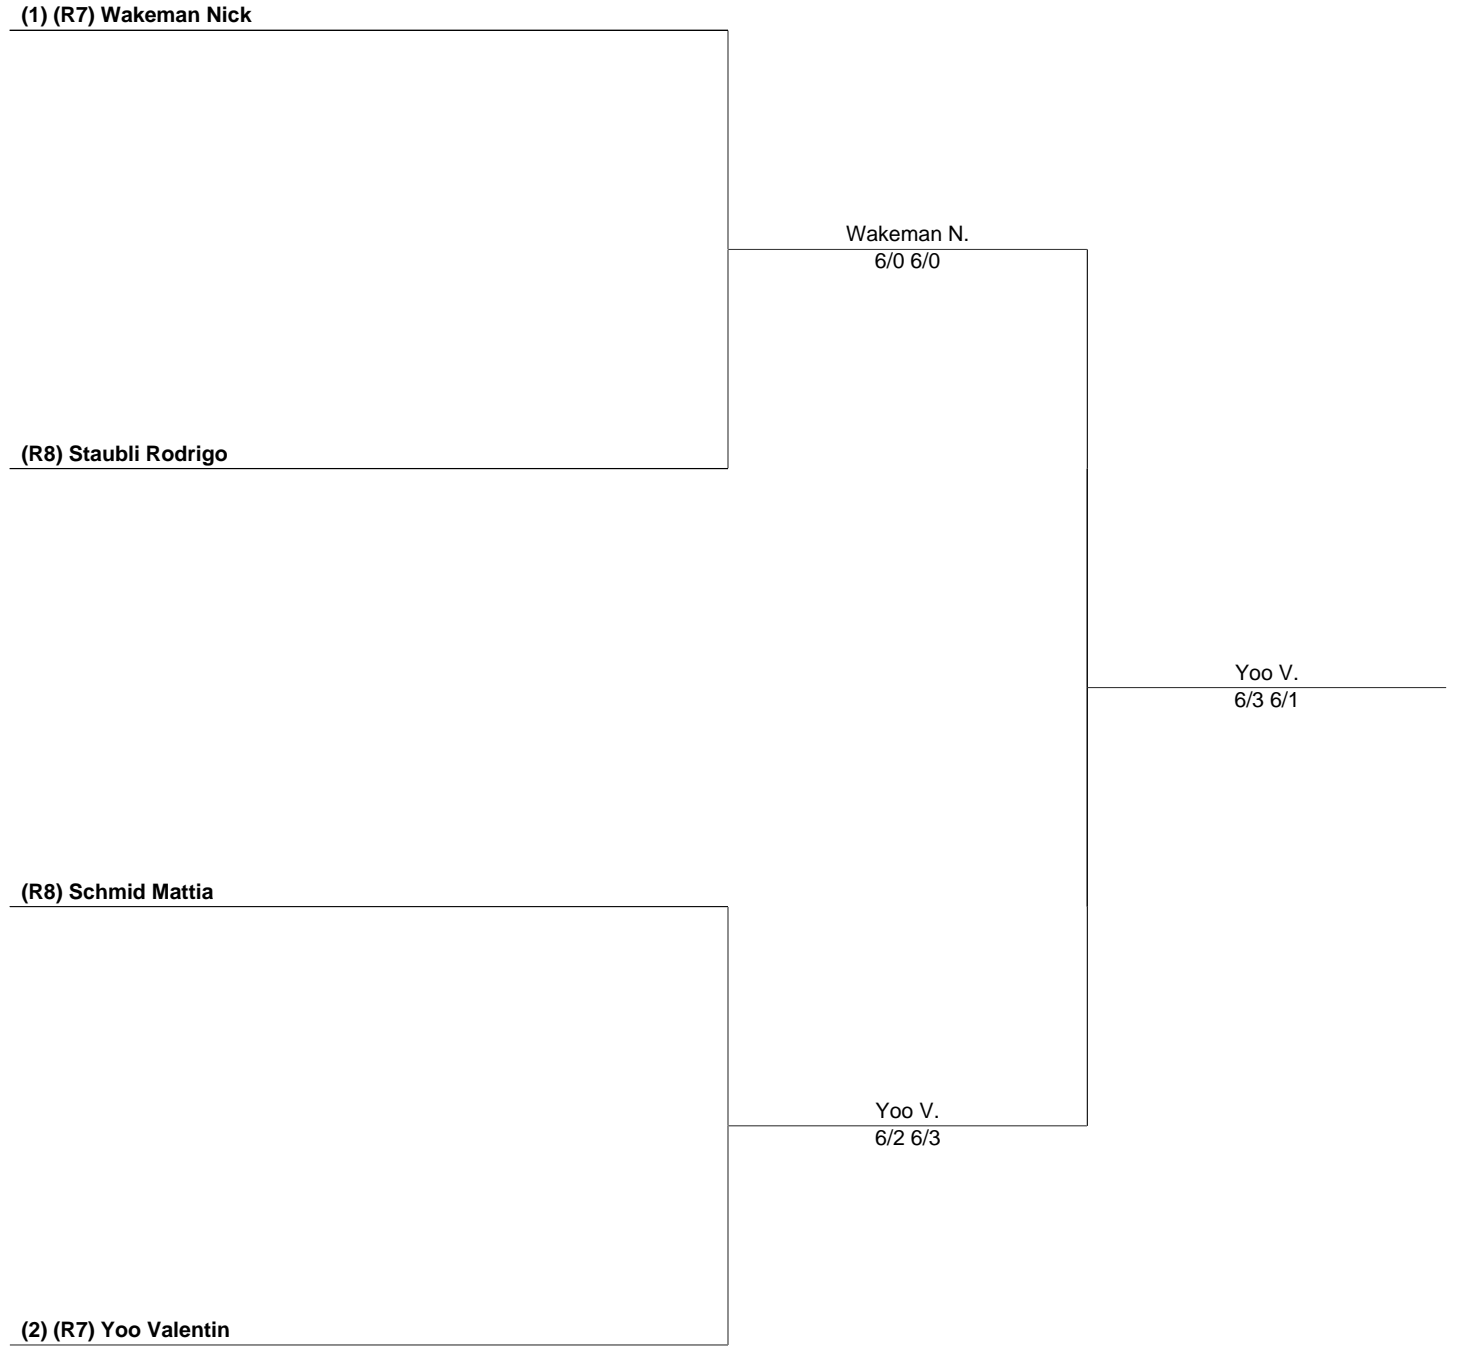 (1) (R7) Wakeman Nick
Wakeman N.
6/0 6/0
(R8) Staubli Rodrigo
Yoo V.
6/3 6/1
(R8) Schmid Mattia
Yoo V.
6/2 6/3
(2) (R7) Yoo Valentin